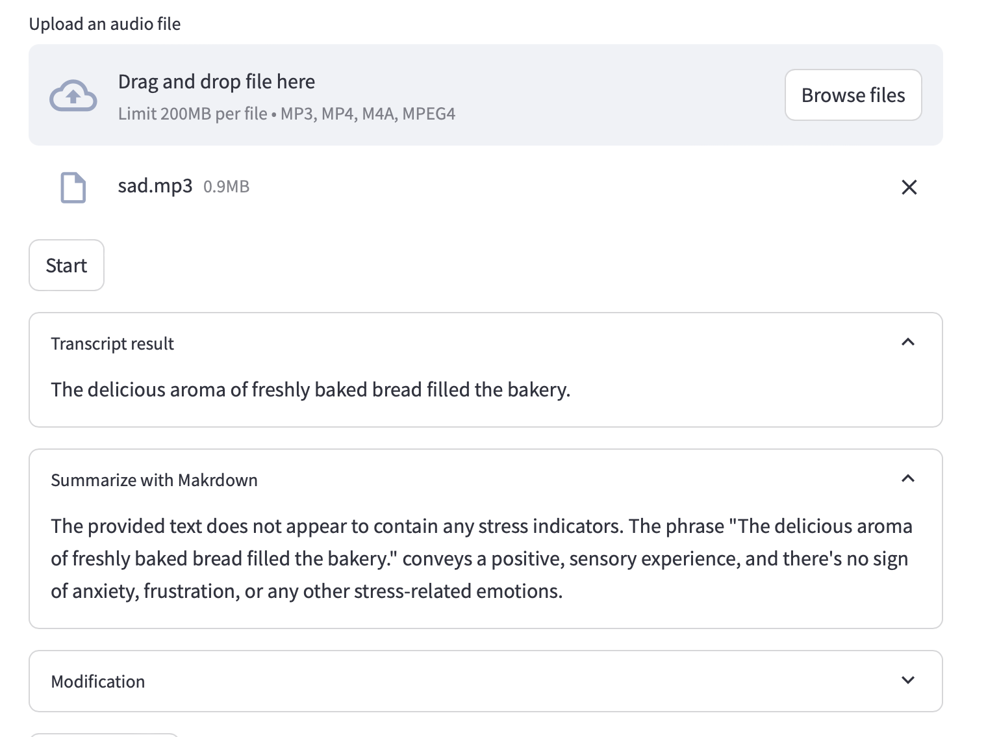 Upload an audio file
Drag and drop file here
Limit 200MB per file • MP3, MP4, M4A, MPEG4
Browse files
sad.mp3 0.9MB
Start
Transcript result
The delicious aroma of freshly baked bread filled the bakery.
Summarize with Makrdown
The provided text does not appear to contain any stress indicators. The phrase "The delicious aroma
of freshly baked bread filled the bakery." conveys a positive, sensory experience, and there's no sign
of anxiety, frustration, or any other stress-related emotions.
Modification